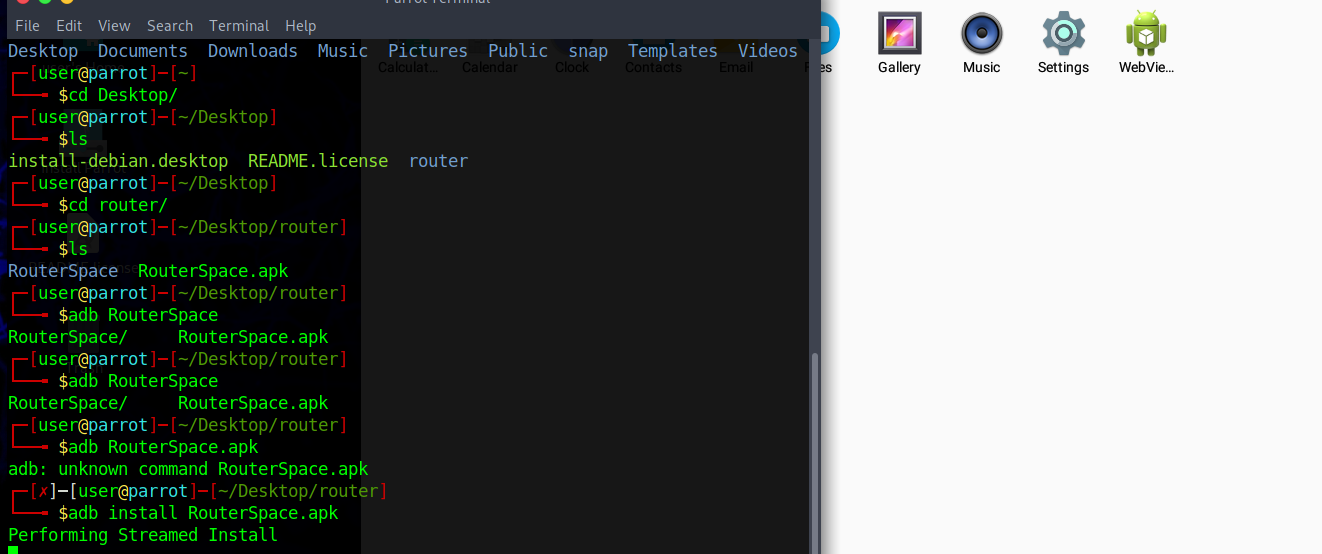 Parrot Terminal
File Edit View Search Terminal Help
Desktop Documents Downloads Music Pictures Public snap Templates Videos
┌─[user@parrot]─[~]
└──╼ $cd Desktop/
┌─[user@parrot]─[~/Desktop]
└──╼ $ls
install-debian.desktop README.license router
┌─[user@parrot]─[~/Desktop]
└──╼ $cd router/
┌─[user@parrot]─[~/Desktop/router]
└──╼ $ls
RouterSpace RouterSpace.apk
┌─[user@parrot]─[~/Desktop/router]
└──╼ $adb RouterSpace
RouterSpace/ RouterSpace.apk
┌─[user@parrot]─[~/Desktop/router]
└──╼ $adb RouterSpace
RouterSpace/ RouterSpace.apk
┌─[user@parrot]─[~/Desktop/router]
└──╼ $adb RouterSpace.apk
adb: unknown command RouterSpace.apk
┌─[✗]─[user@parrot]─[~/Desktop/router]
└──╼ $adb install RouterSpace.apk
Performing Streamed Install
Calculat... Calendar Clock Contacts Email
Gallery Music Settings WebVie...